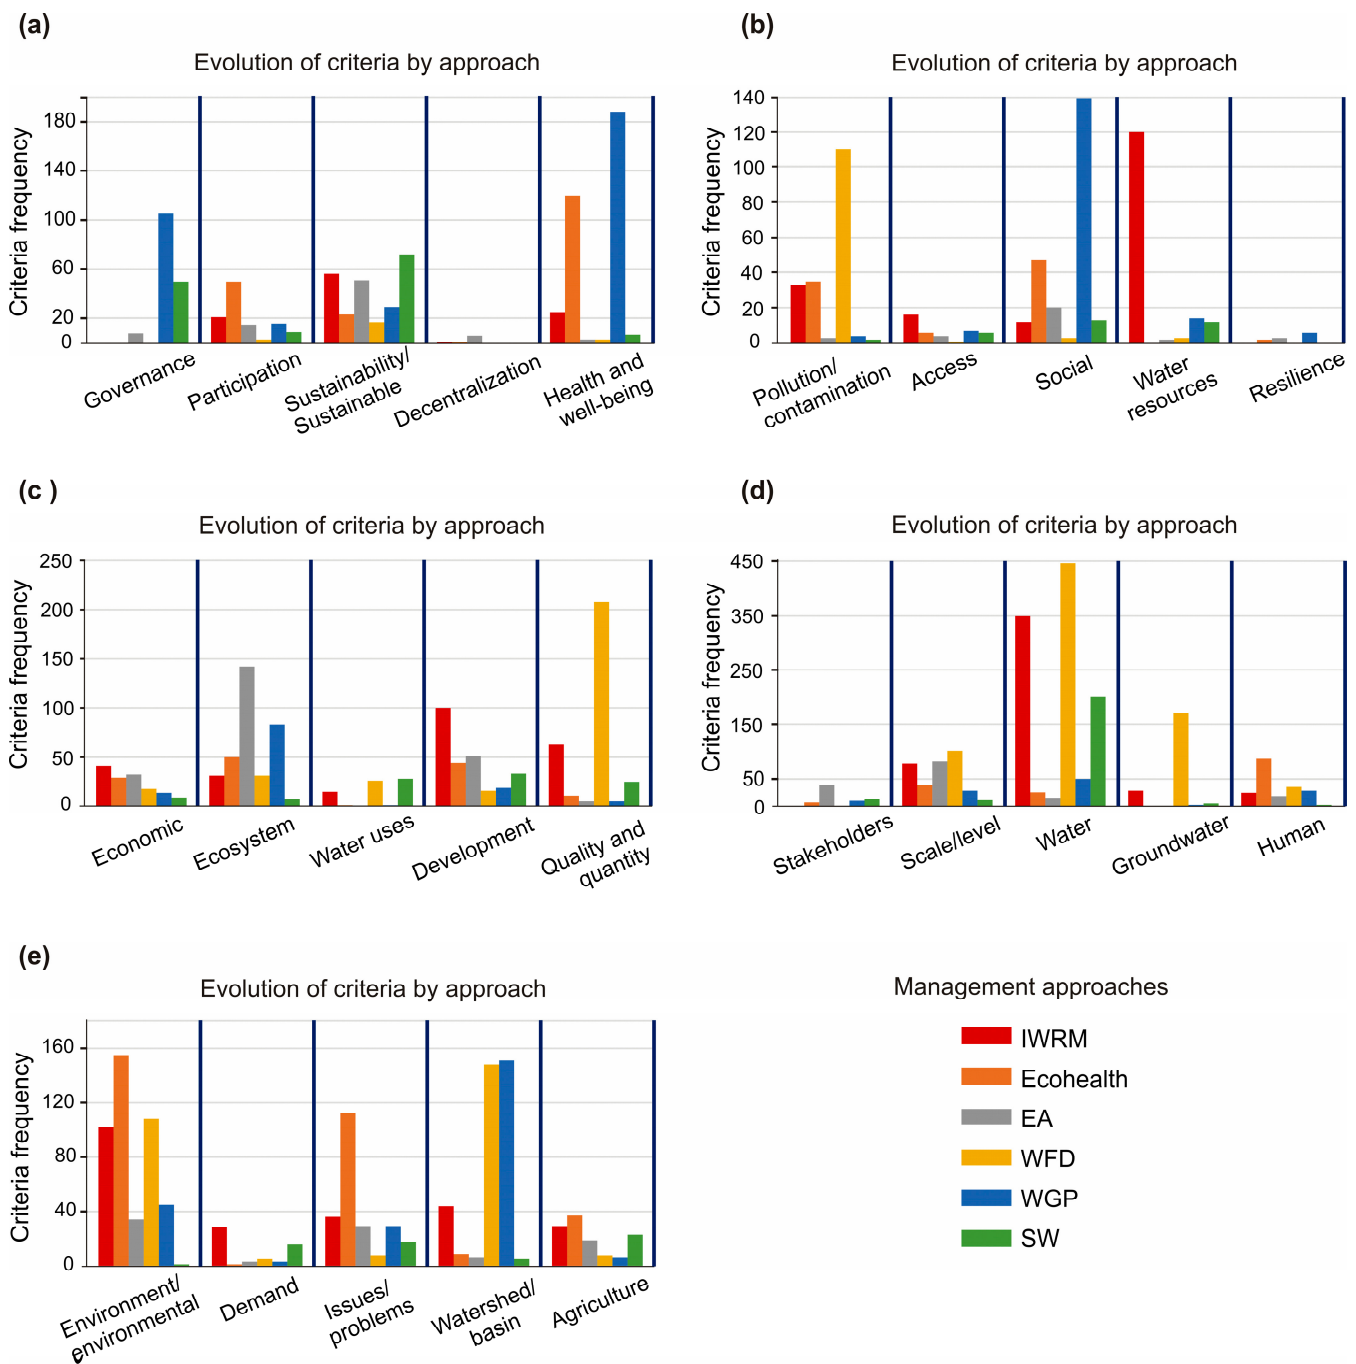 (a)
Evolution of criteria by approach
Criteria frequency
180
140
100
60
20
0
Governance
Participation
Sustainability/
Sustainable
Decentralization
Health and
well-being
(b)
Evolution of criteria by approach
Criteria frequency
140
120
100
80
60
40
20
0
Pollution/
contamination
Access
Social
Water
resources
Resilience
(c )
Evolution of criteria by approach
Criteria frequency
250
200
150
100
50
0
Economic
Ecosystem
Water uses
Development
Quality and
quantity
(d)
Evolution of criteria by approach
Criteria frequency
450
350
250
150
50
0
Stakeholders
Scale/level
Water
Groundwater
Human
(e)
Evolution of criteria by approach
Criteria frequency
160
120
80
40
0
Environment/
environmental
Demand
Issues/
problems
Watershed/
basin
Agriculture
Management approaches
IWRM
Ecohealth
EA
WFD
WGP
SW